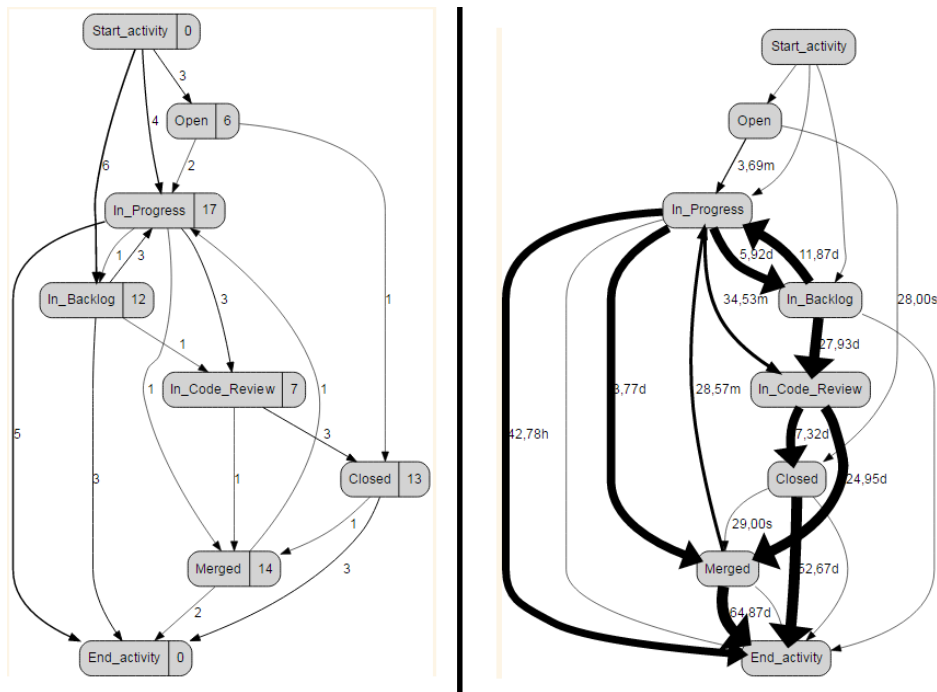 Start_activity 0
3
Open 6
4
6
2
In_Progress 17
1
3
In_Backlog 12
3
1
1
In_Code_Review 7
1
1
5
3
3
1
Closed 13
1
Merged 14
3
2
End_activity 0
Start_activity
Open
3,69m
In_Progress
5,92d
11,87d
In_Backlog
34,53m
28,00s
27,93d
In_Code_Review
3,77d
28,57m
42,78h
7,32d
Closed
24,95d
29,00s
Merged
52,67d
64,87d
End_activity